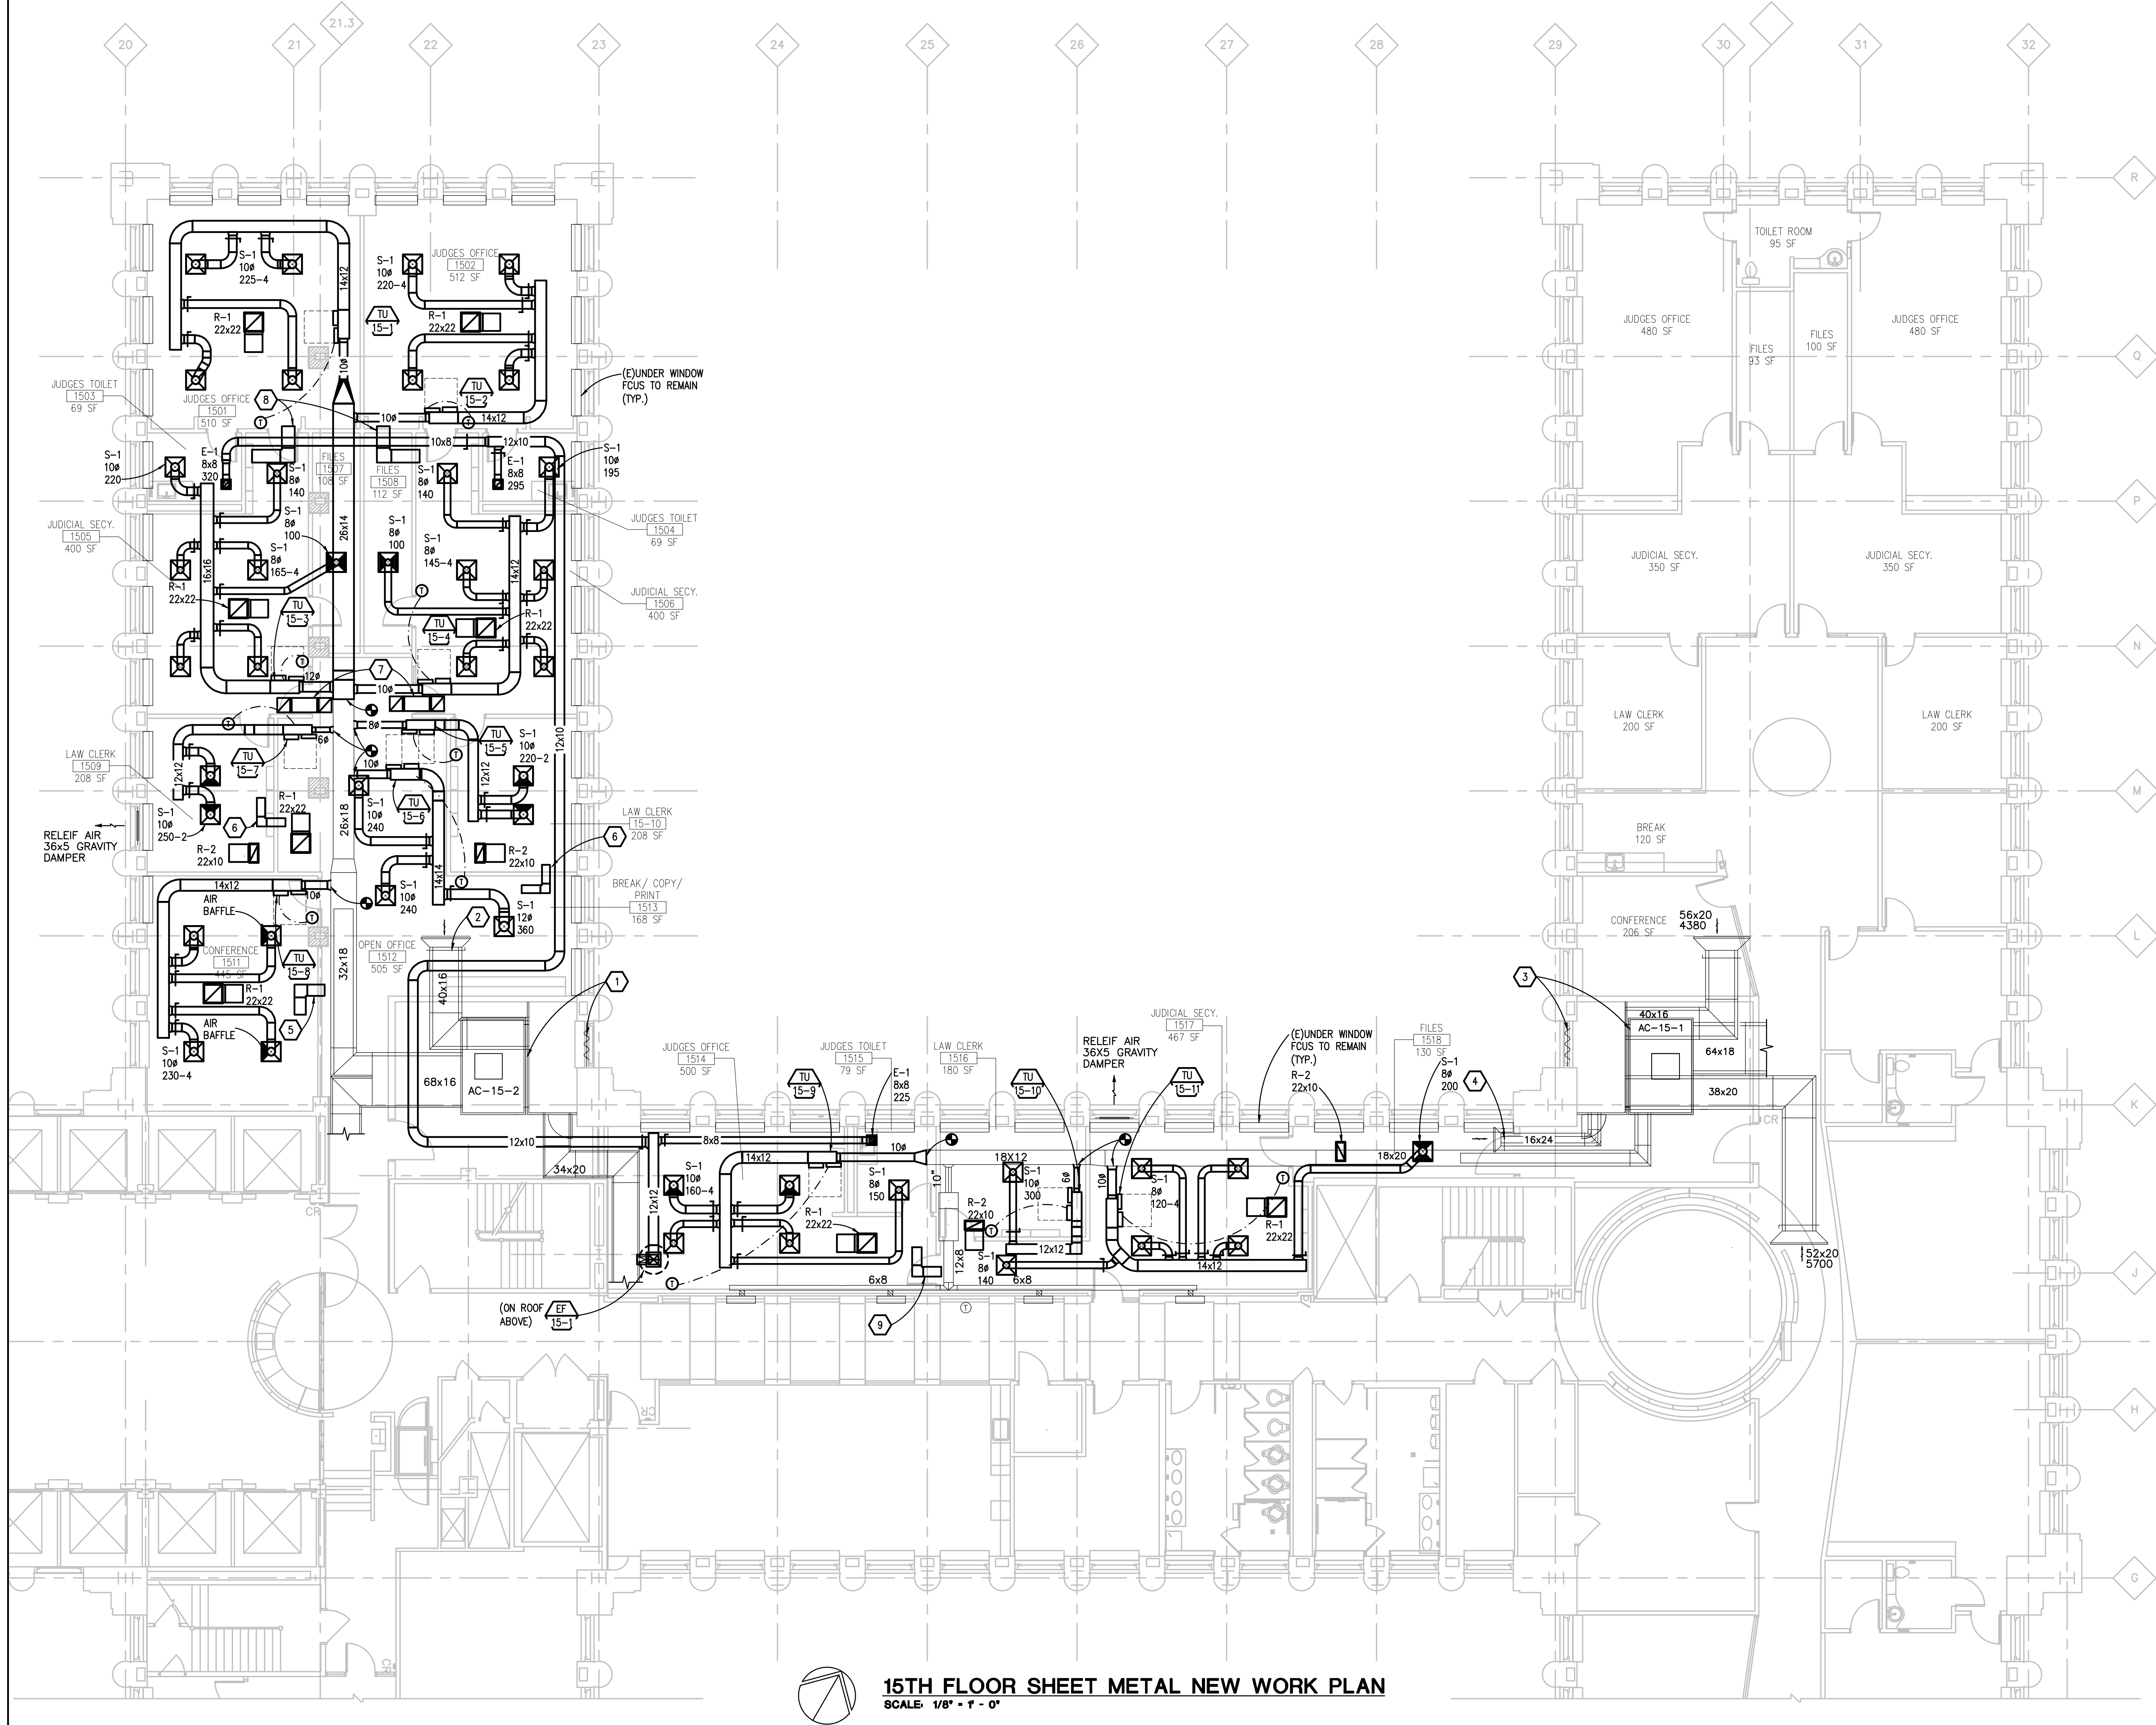 20
21
21.3
22
23
24
25
26
27
28
29
30
31
32
R
Q
P
N
M
L
K
J
H
G
S-1
10ø
225-4
14x12
R-1
22x22
JUDGES OFFICE
1502
512 SF
S-1
10ø
220-4
TU
15-1
R-1
22x22
10ø
TU
15-2
10ø
14x12
(E)UNDER WINDOW
FCUS TO REMAIN
(TYP.)
JUDGES TOILET
1503
69 SF
JUDGES OFFICE
1501
510 SF
8
T
T
10x8
12x10
S-1
10ø
220
E-1
8x8
320
S-1
8ø
140
FILES
1507
108 SF
FILES
1508
112 SF
S-1
8ø
140
E-1
8x8
295
S-1
10ø
195
JUDICIAL SECY.
1505
400 SF
S-1
8ø
100
26x14
S-1
8ø
100
JUDGES TOILET
1504
69 SF
16x16
S-1
8ø
165-4
S-1
8ø
145-4
14x12
R-1
22x22
TU
15-3
T
TU
15-4
R-1
22x22
JUDICIAL SECY.
1506
400 SF
T
12ø
7
10ø
T
6ø
8ø
TU
15-7
10ø
TU
15-5
T
S-1
10ø
220-2
12x10
LAW CLERK
1509
208 SF
12x12
12x12
S-1
10ø
250-2
6
R-1
22x22
26x18
S-1
10ø
240
TU
15-6
LAW CLERK
15-10
208 SF
6
RELEIF AIR
36x5 GRAVITY
DAMPER
R-2
22x10
R-2
22x10
14x14
T
14x12
10ø
AIR
BAFFLE
T
S-1
10ø
240
2
S-1
12ø
360
BREAK/ COPY/
PRINT
1513
168 SF
CONFERENCE
1511
445 SF
TU
15-8
32x18
OPEN OFFICE
1512
505 SF
40x16
1
R-1
22x22
AIR
BAFFLE
5
S-1
10ø
230-4
68x16
AC-15-2
JUDGES OFFICE
1514
500 SF
TU
15-9
JUDGES TOILET
1515
79 SF
E-1
8x8
225
LAW CLERK
1516
180 SF
TU
15-10
RELEIF AIR
36X5 GRAVITY
DAMPER
JUDICIAL SECY.
1517
467 SF
TU
15-11
(E)UNDER WINDOW
FCUS TO REMAIN
(TYP.)
R-2
22x10
FILES
1518
130 SF
S-1
8ø
200
4
12x10
8x8
10ø
34x20
14x12
18X12
18x20
16x24
S-1
10ø
160-4
12x12
S-1
8ø
150
10"
S-1
10ø
300
6ø
10ø
S-1
8ø
120-4
T
R-1
22x22
R-2
22x10
T
R-1
22x22
12x8
S-1
8ø
140
12x12
14x12
T
6x8
6x8
T
(ON ROOF
ABOVE)
EF
15-1
9
CR
CR
CR
TOILET ROOM
95 SF
JUDGES OFFICE
480 SF
FILES
93 SF
FILES
100 SF
JUDGES OFFICE
480 SF
JUDICIAL SECY.
350 SF
JUDICIAL SECY.
350 SF
LAW CLERK
200 SF
LAW CLERK
200 SF
BREAK
120 SF
CONFERENCE
206 SF
56x20
4380
3
40x16
AC-15-1
64x18
38x20
CR
52x20
5700
15TH FLOOR SHEET METAL NEW WORK PLAN
SCALE: 1/8" = 1' - 0"